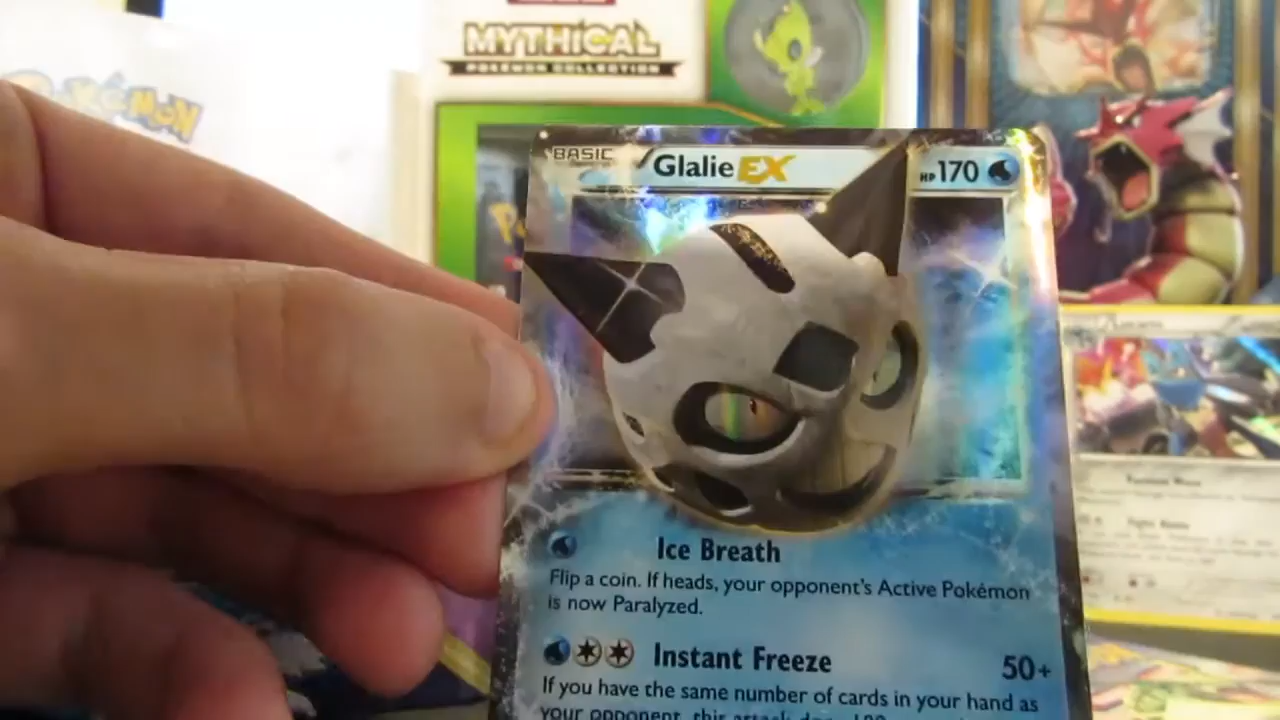 MYTHICAL
POKÉMON COLLECTION
POKÉMON
BASIC
Glalie EX
HP 170
Ice Breath
Flip a coin. If heads, your opponent's Active Pokémon
is now Paralyzed.
Instant Freeze 50+
If you have the same number of cards in your hand as
your opponent, this attack does